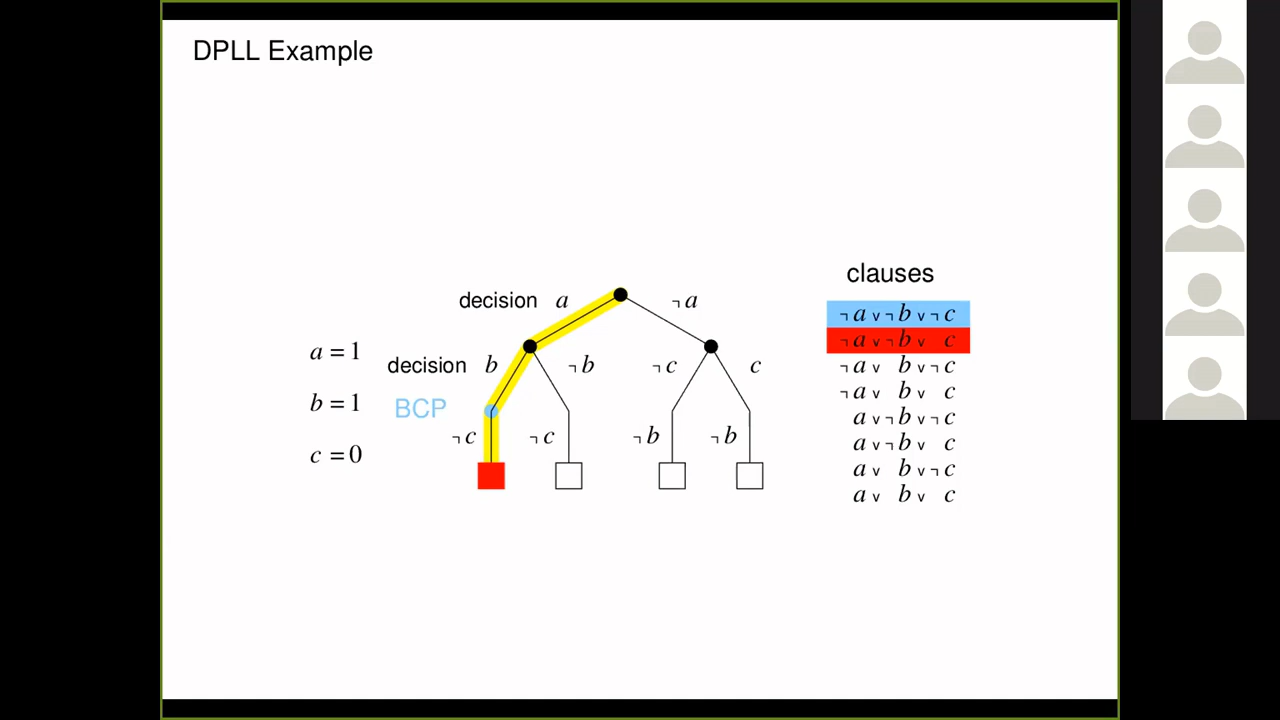 DPLL Example
clauses
decision a ¬a
¬a ∨ ¬b ∨ ¬c
¬a ∨ ¬b ∨ c
a = 1
decision b ¬b ¬c c
¬a ∨ b ∨ ¬c
¬a ∨ b ∨ c
b = 1
BCP
a ∨ ¬b ∨ ¬c
¬c ¬c ¬b ¬b
a ∨ ¬b ∨ c
c = 0
a ∨ b ∨ ¬c
a ∨ b ∨ c